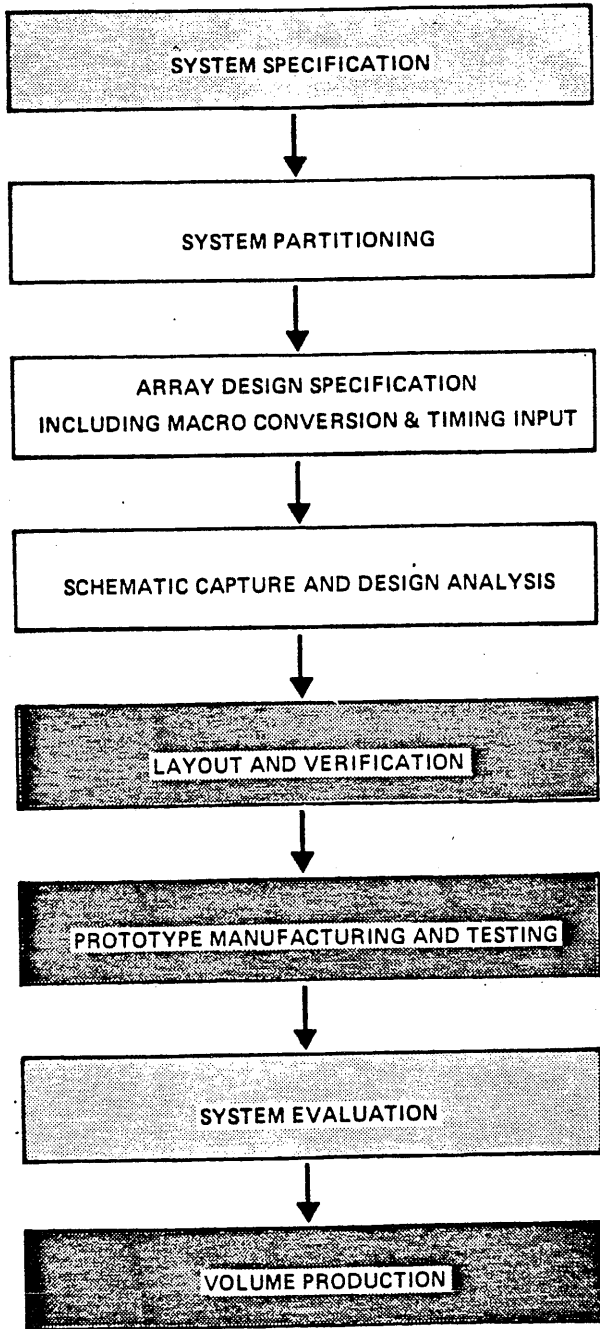 SYSTEM SPECIFICATION
SYSTEM PARTITIONING
ARRAY DESIGN SPECIFICATION
INCLUDING MACRO CONVERSION & TIMING INPUT
SCHEMATIC CAPTURE AND DESIGN ANALYSIS
LAYOUT AND VERIFICATION
PROTOTYPE MANUFACTURING AND TESTING
SYSTEM EVALUATION
VOLUME PRODUCTION